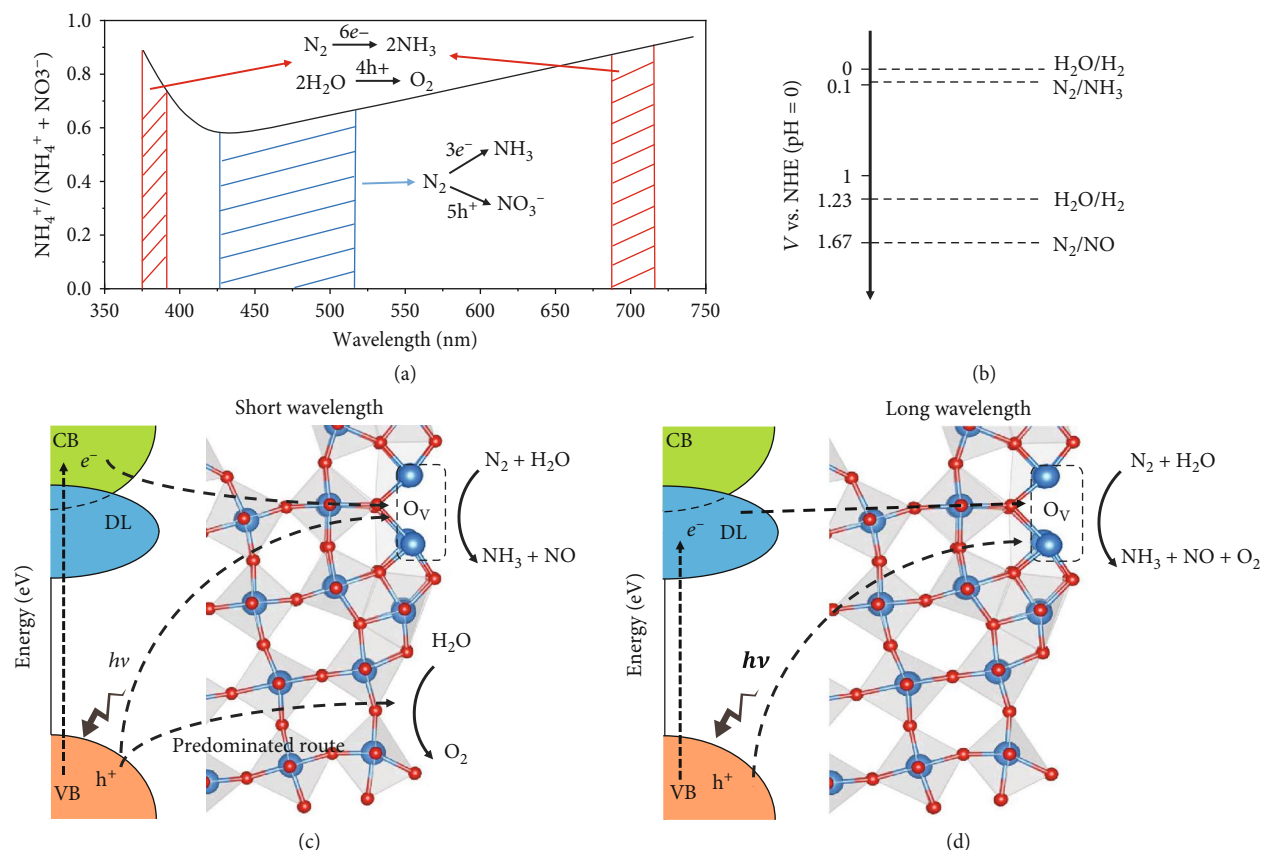 NH₄⁺/ (NH₄⁺ + NO3⁻)
1.0
0.8
0.6
0.4
0.2
0.0
N₂ 6e– 2NH₃
2H₂O 4h+ O₂
3e⁻ NH₃
N₂
5h⁺ NO₃⁻
350 400 450 500 550 600 650 700 750
Wavelength (nm)
(a)
V vs. NHE (pH = 0)
0 H₂O/H₂
0.1 N₂/NH₃
1
1.23 H₂O/H₂
1.67 N₂/NO
(b)
Short wavelength
Energy (eV)
CB
e⁻
DL
O_V
N₂ + H₂O
NH₃ + NO
H₂O
hν
Predominated route
O₂
h⁺
VB
(c)
Long wavelength
Energy (eV)
CB
DL
e⁻
O_V
N₂ + H₂O
NH₃ + NO + O₂
hν
h⁺
VB
(d)